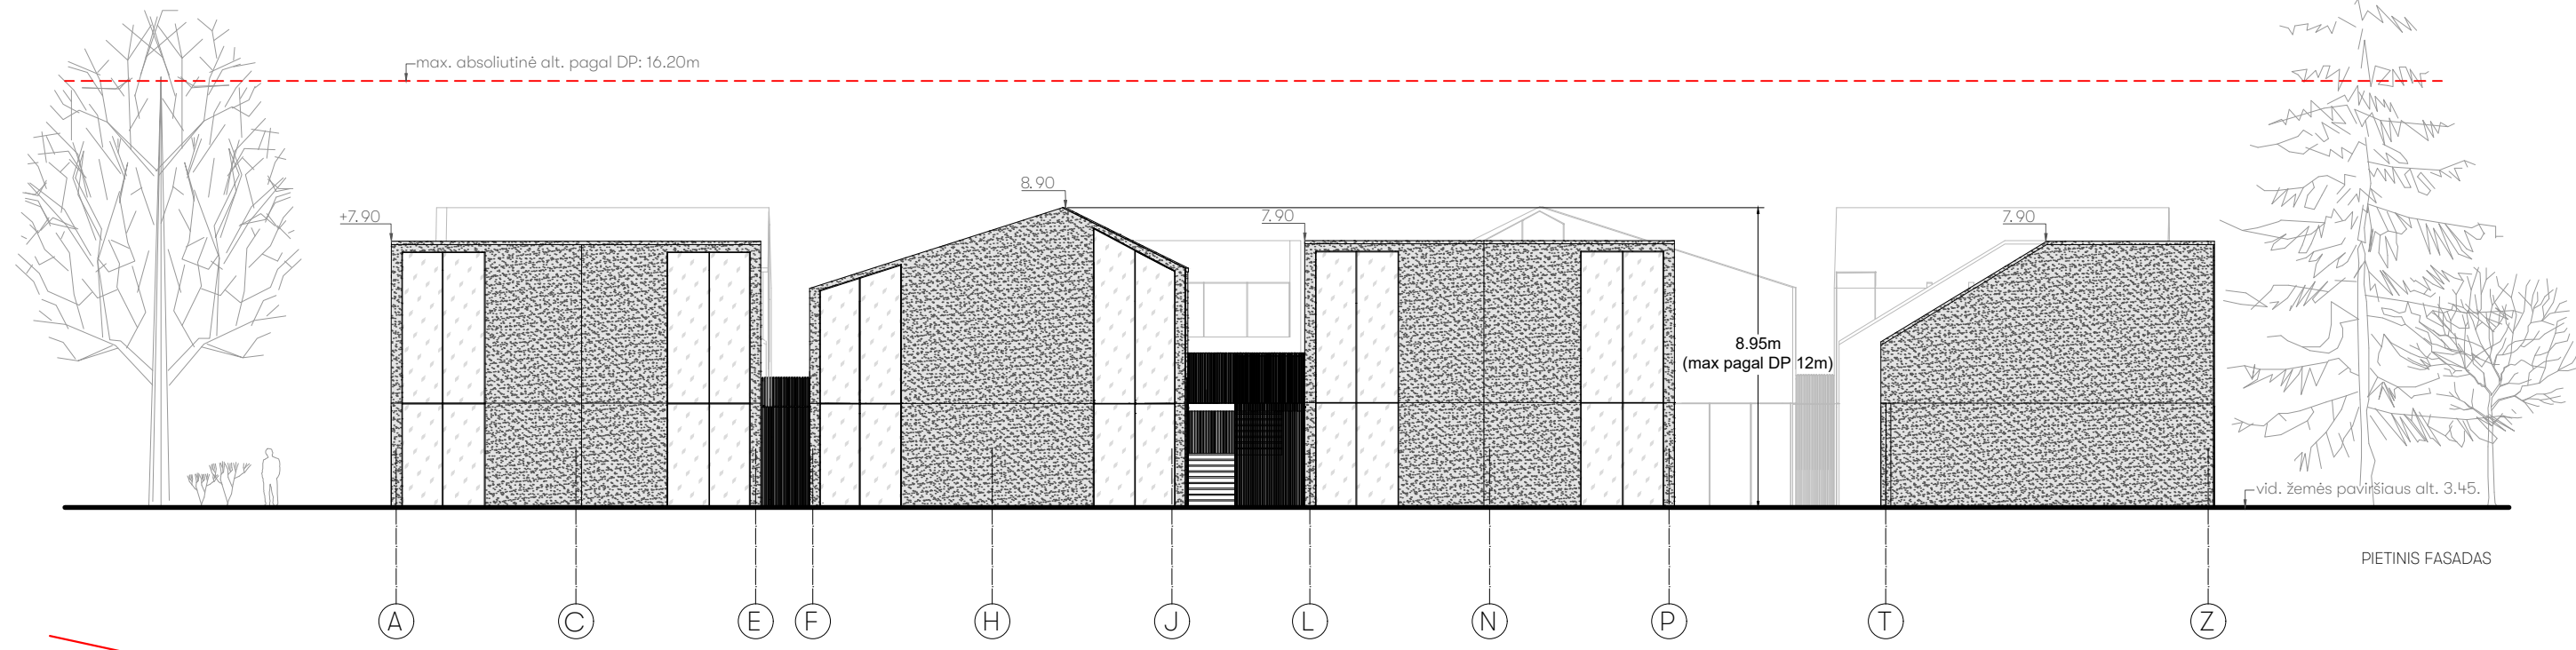 max. absoliutinė alt. pagal DP: 16.20m
8.90
+7.90
7.90
7.90
8.95m
(max pagal DP 12m)
vid. žemės paviršiaus alt. 3.45.
PIETINIS FASADAS
A C E F H J L N P T Z